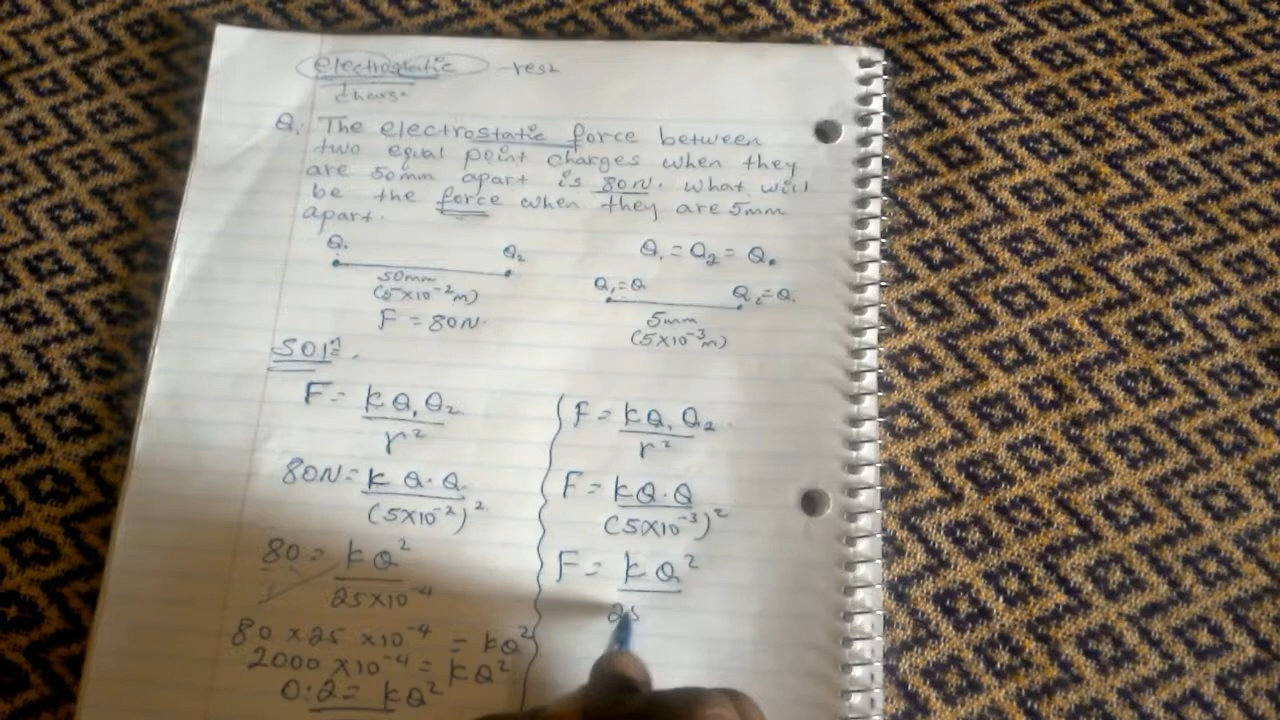 electrostatic
charge
Q. The electrostatic force between
two equal point charges when they
are 50mm apart is 80N. What will
be the force when they are 5mm
apart.
Q₁ Q₂
50mm
(5×10⁻²m)
F = 80N.
Q₁ = Q₂ = Q.
Q₁=Q Q₂=Q.
5mm
(5×10⁻³m)
Solⁿ.
F = kQ₁Q₂
r²
80N = k Q·Q
(5×10⁻²)²
80 = kQ²
25×10⁻⁴
80 × 25 × 10⁻⁴ = kQ²
2000 × 10⁻⁴ = kQ²
0.2 = kQ²
F = kQ₁Q₂
r²
F = kQ·Q
(5×10⁻³)²
F = kQ²
25